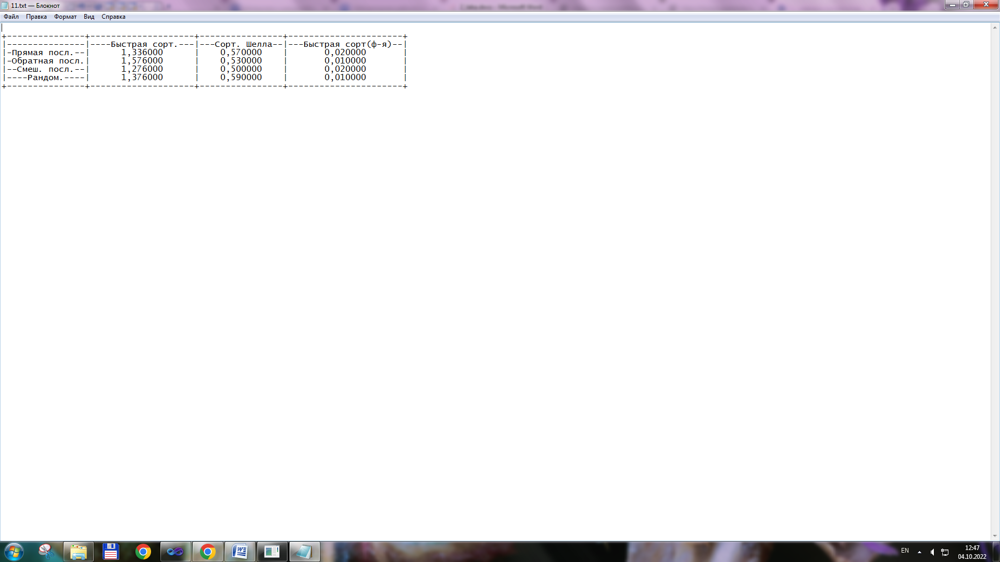 11.txt — Блокнот
Файл Правка Формат Вид Справка
+---------------+--------------------+----------------+----------------------+
|---------------|----Быстрая сорт.---|---Сорт. Шелла--|---Быстрая сорт(ф-я)--|
|-Прямая посл.--| 1,336000 | 0,570000 | 0,020000 |
|-Обратная посл.| 1,576000 | 0,530000 | 0,010000 |
|--Смеш. посл.--| 1,276000 | 0,500000 | 0,020000 |
|----Рандом.----| 1,376000 | 0,590000 | 0,010000 |
+---------------+--------------------+----------------+----------------------+
EN
12:47
04.10.2022